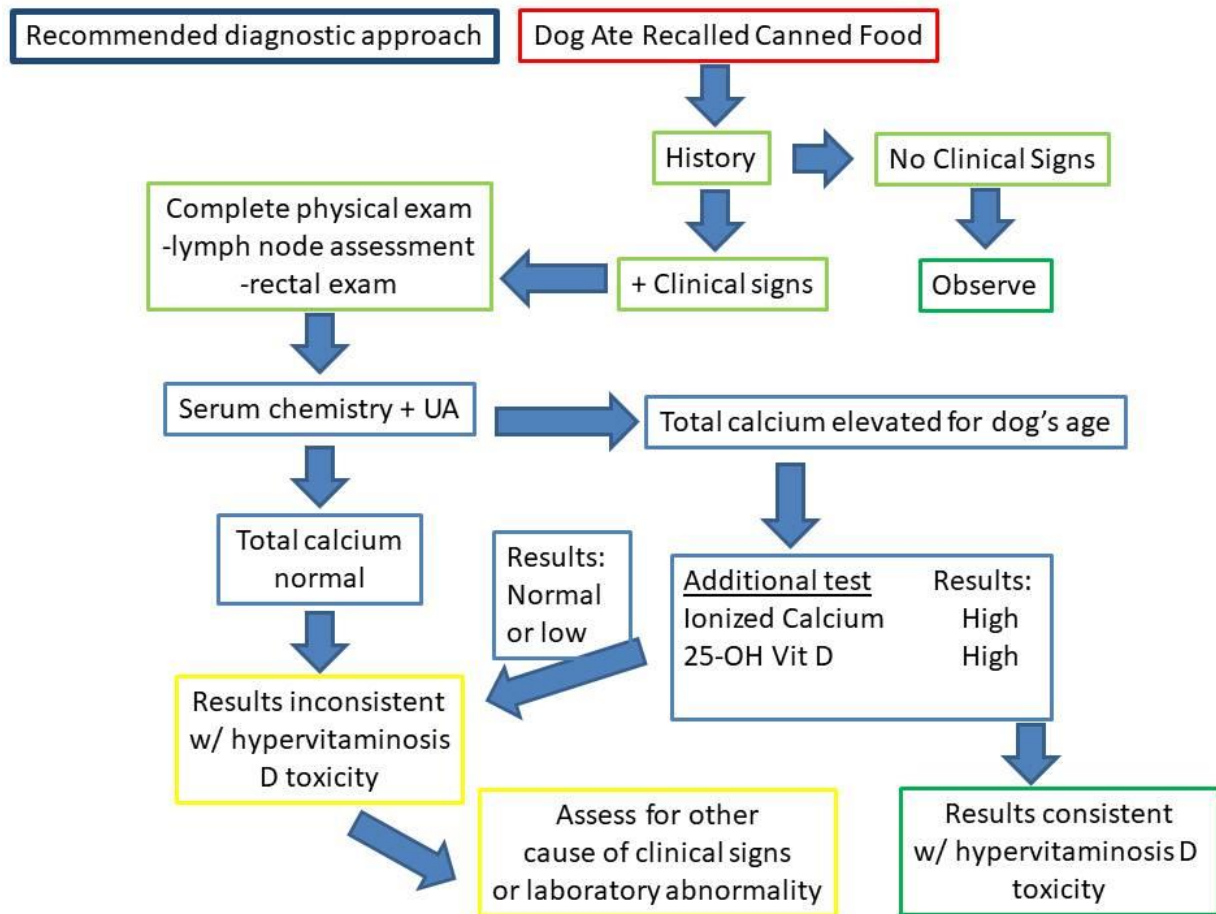 Recommended diagnostic approach
Dog Ate Recalled Canned Food
History
No Clinical Signs
Complete physical exam
-lymph node assessment
-rectal exam
+ Clinical signs
Observe
Serum chemistry + UA
Total calcium elevated for dog's age
Total calcium
normal
Results:
Normal
or low
Additional test Results:
Ionized Calcium High
25-OH Vit D High
Results inconsistent
w/ hypervitaminosis
D toxicity
Assess for other
cause of clinical signs
or laboratory abnormality
Results consistent
w/ hypervitaminosis D
toxicity